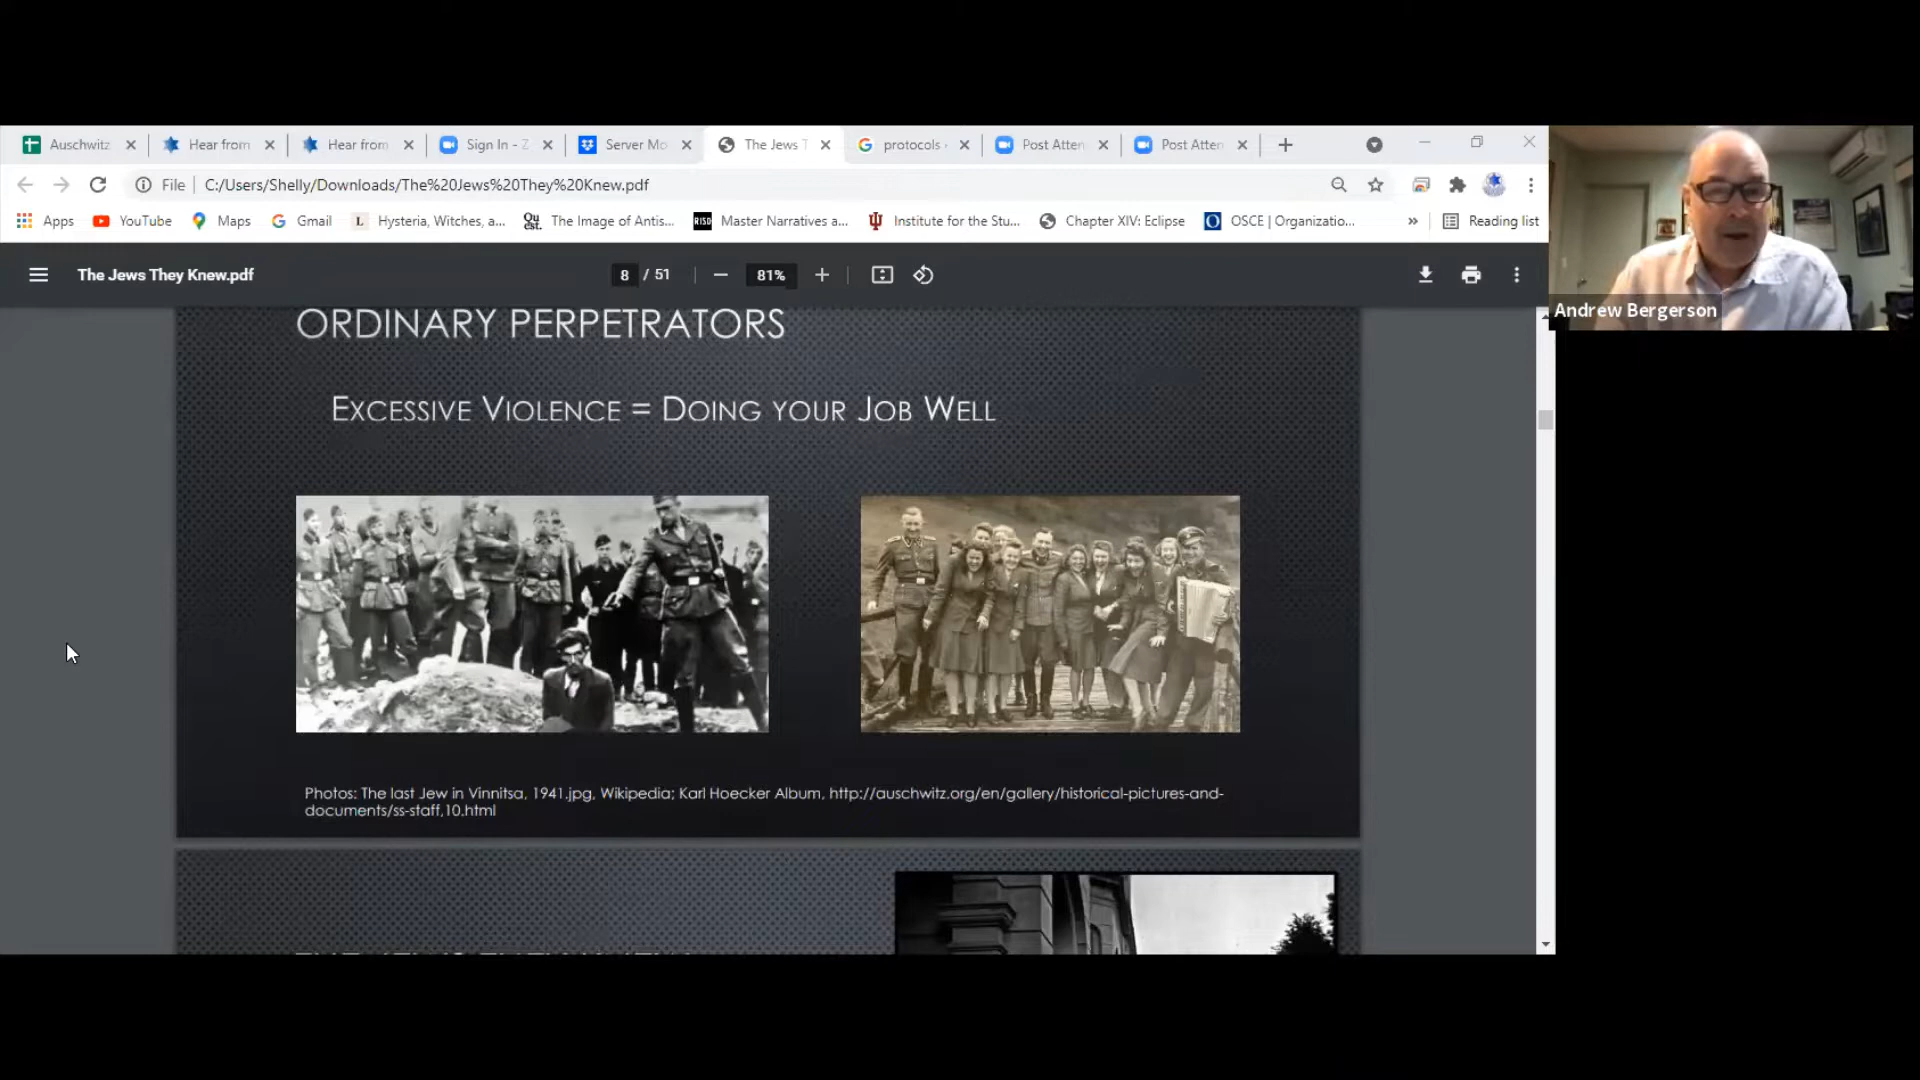 Auschwitz
Hear from
Hear from
Sign In - Z
Server Mo
The Jews T
protocols
Post Atten
Post Atten
File
C:/Users/Shelly/Downloads/The%20Jews%20They%20Knew.pdf
Apps
YouTube
Maps
Gmail
Hysteria, Witches, a...
The Image of Antis...
Master Narratives a...
Institute for the Stu...
Chapter XIV: Eclipse
OSCE | Organizatio...
»
Reading list
The Jews They Knew.pdf
8 / 51
81%
Andrew Bergerson
ORDINARY PERPETRATORS
EXCESSIVE VIOLENCE = DOING YOUR JOB WELL
Photos: The last Jew in Vinnitsa, 1941.jpg, Wikipedia; Karl Hoecker Album, http://auschwitz.org/en/gallery/historical-pictures-and-
documents/ss-staff,10.html